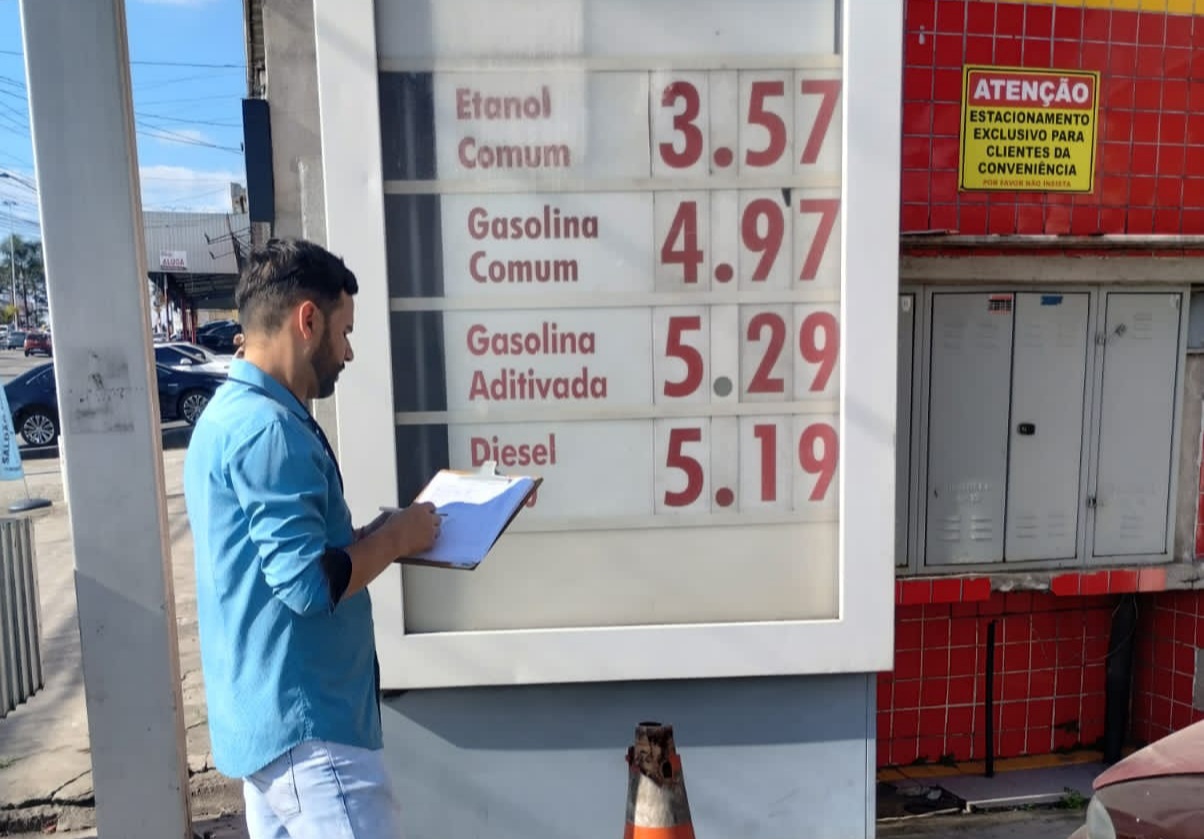 Etanol
Comum
3.57
Gasolina
Comum
4.97
Gasolina
Aditivada
5.29
Diesel
5.19
ATENÇÃO
ESTACIONAMENTO
EXCLUSIVO PARA
CLIENTES DA
CONVENIÊNCIA
POR FAVOR NÃO INSISTA
ALUGA